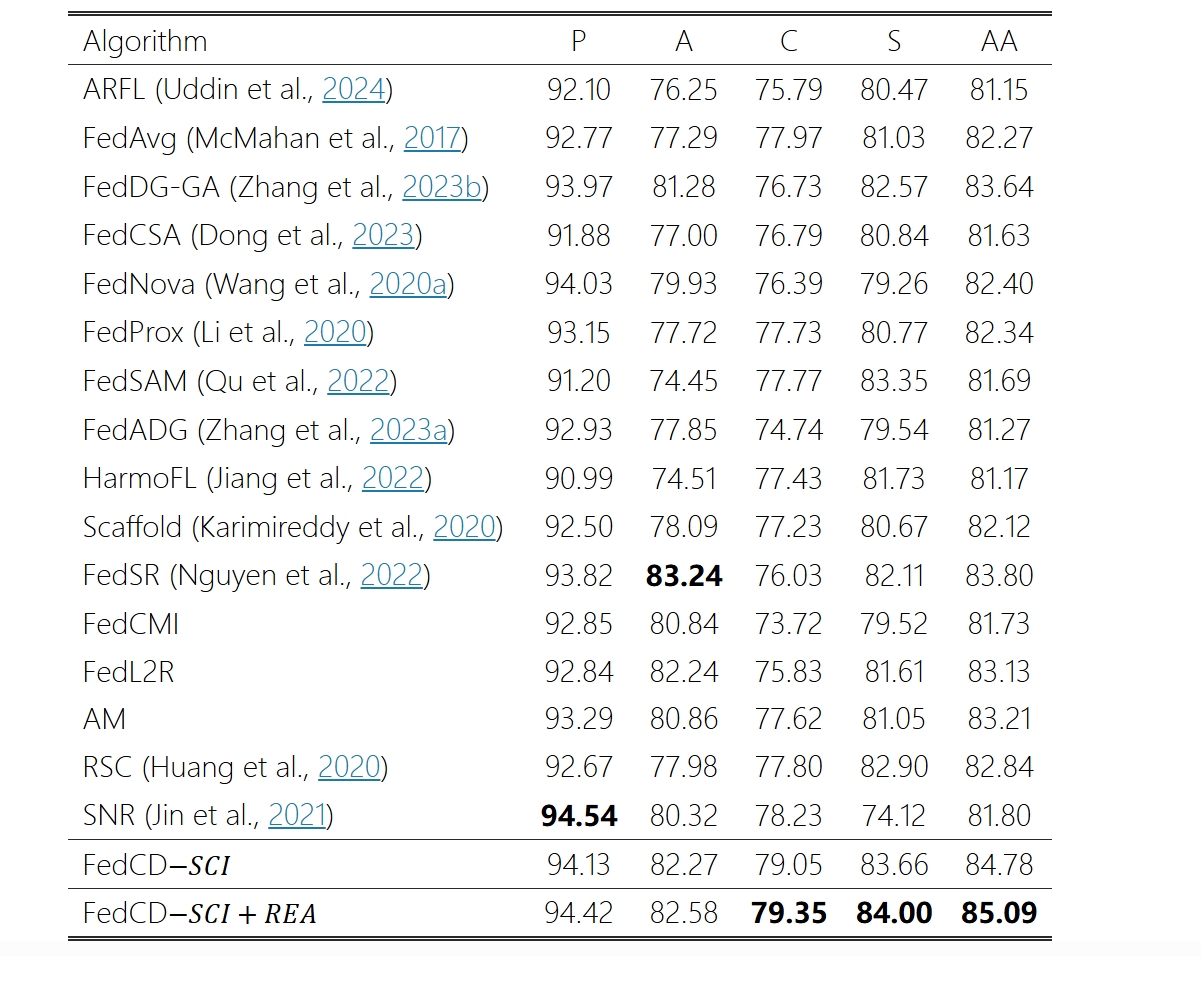 Algorithm P A C S AA
ARFL (Uddin et al., 2024) 92.10 76.25 75.79 80.47 81.15
FedAvg (McMahan et al., 2017) 92.77 77.29 77.97 81.03 82.27
FedDG-GA (Zhang et al., 2023b) 93.97 81.28 76.73 82.57 83.64
FedCSA (Dong et al., 2023) 91.88 77.00 76.79 80.84 81.63
FedNova (Wang et al., 2020a) 94.03 79.93 76.39 79.26 82.40
FedProx (Li et al., 2020) 93.15 77.72 77.73 80.77 82.34
FedSAM (Qu et al., 2022) 91.20 74.45 77.77 83.35 81.69
FedADG (Zhang et al., 2023a) 92.93 77.85 74.74 79.54 81.27
HarmoFL (Jiang et al., 2022) 90.99 74.51 77.43 81.73 81.17
Scaffold (Karimireddy et al., 2020) 92.50 78.09 77.23 80.67 82.12
FedSR (Nguyen et al., 2022) 93.82 83.24 76.03 82.11 83.80
FedCMI 92.85 80.84 73.72 79.52 81.73
FedL2R 92.84 82.24 75.83 81.61 83.13
AM 93.29 80.86 77.62 81.05 83.21
RSC (Huang et al., 2020) 92.67 77.98 77.80 82.90 82.84
SNR (Jin et al., 2021) 94.54 80.32 78.23 74.12 81.80
FedCD−SCI 94.13 82.27 79.05 83.66 84.78
FedCD−SCI + REA 94.42 82.58 79.35 84.00 85.09